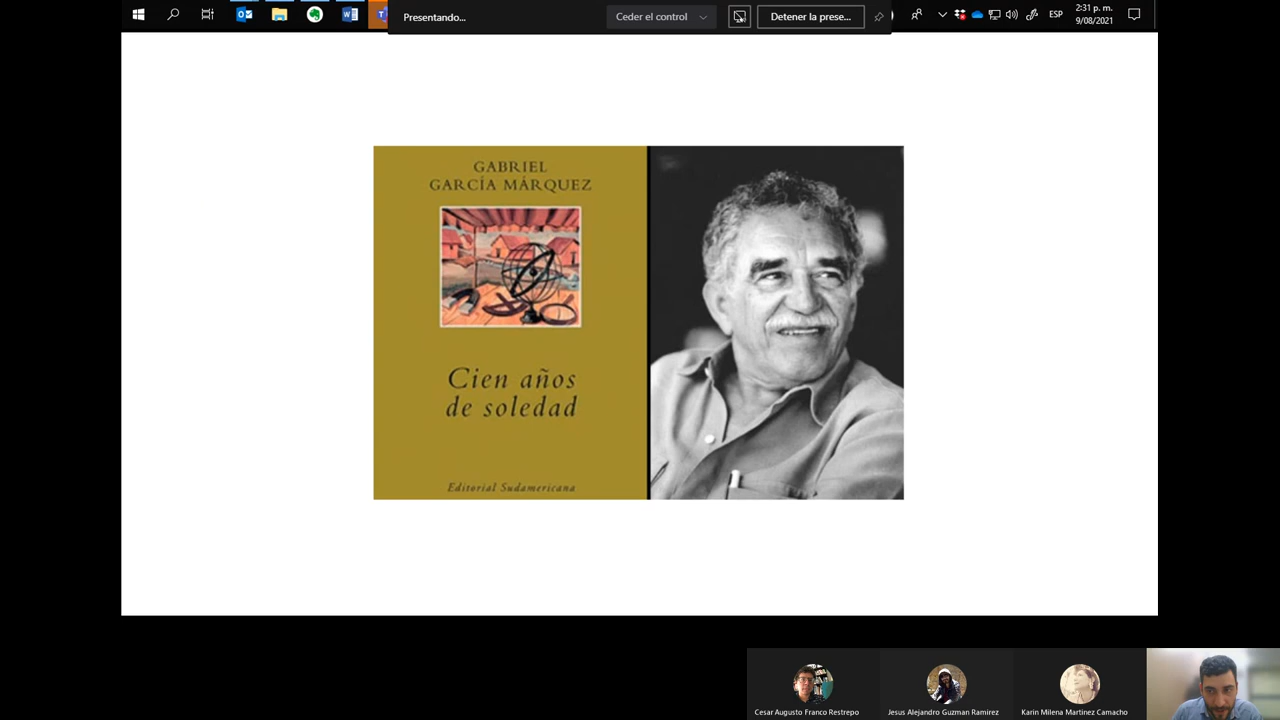 Presentando...
Ceder el control
Detener la prese...
ESP
2:31 p. m.
9/08/2021
GABRIEL
GARCÍA MÁRQUEZ
Cien años
de soledad
Editorial Sudamericana
Cesar Augusto Franco Restrepo
Jesus Alejandro Guzman Ramirez
Karin Milena Martinez Camacho